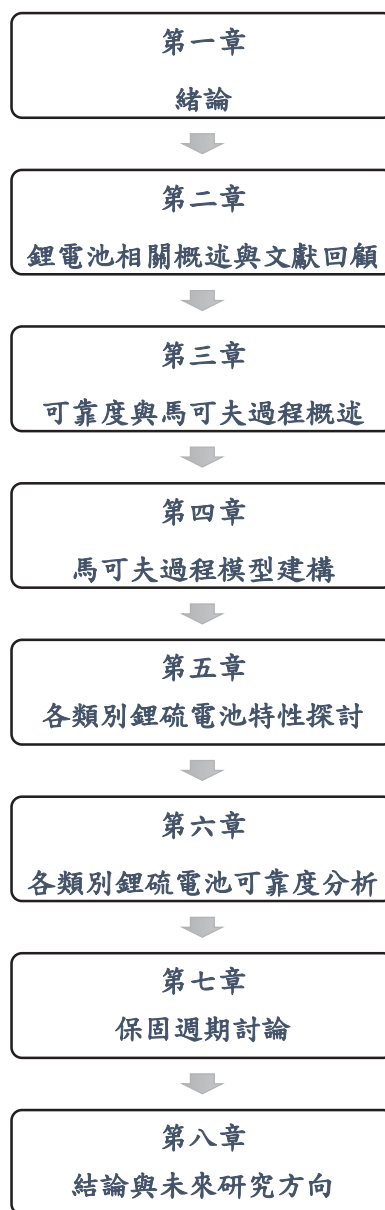 第一章
緒論
第二章
鋰電池相關概述與文獻回顧
第三章
可靠度與馬可夫過程概述
第四章
馬可夫過程模型建構
第五章
各類別鋰硫電池特性探討
第六章
各類別鋰硫電池可靠度分析
第七章
保固週期討論
第八章
結論與未來研究方向